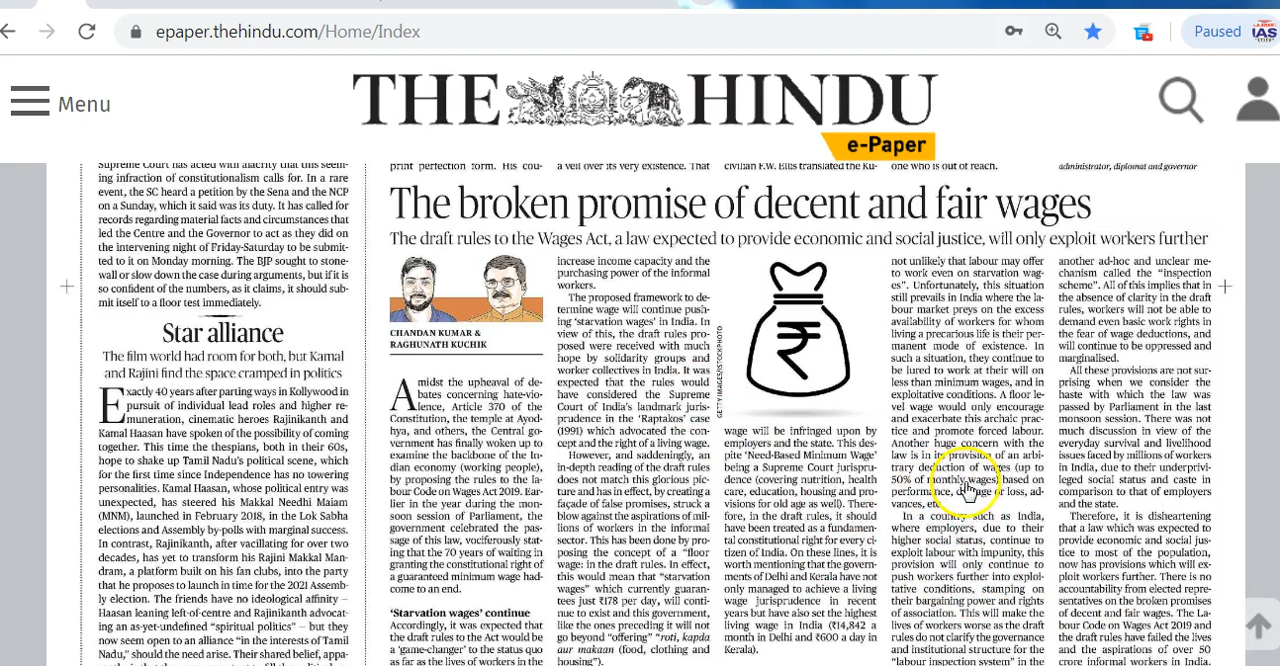 epaper.thehindu.com/Home/Index
Paused
IAS
Menu
THE HINDU
e-Paper
Supreme Court has acted with alacrity that this seem-
ing infraction of constitutionalism calls for. In a rare
event, the SC heard a petition by the Sena and the NCP
on a Sunday, which it said was its duty. It has called for
records regarding material facts and circumstances that
led the Centre and the Governor to act as they did on
the intervening night of Friday-Saturday to be submit-
ted to it on Monday morning. The BJP sought to stone-
wall or slow down the case during arguments, but if it is
so confident of the numbers, as it claims, it should sub-
mit itself to a floor test immediately.
Star alliance
The film world had room for both, but Kamal
and Rajini find the space cramped in politics
Exactly 40 years after parting ways in Kollywood in
pursuit of individual lead roles and higher re-
muneration, cinematic heroes Rajinikanth and
Kamal Haasan have spoken of the possibility of coming
together. This time the thespians, both in their 60s,
hope to shake up Tamil Nadu's political scene, which
for the first time since Independence has no towering
personalities. Kamal Haasan, whose political entry was
unexpected, has steered his Makkal Needhi Maiam
(MNM), launched in February 2018, in the Lok Sabha
elections and Assembly by-polls with marginal success.
In contrast, Rajinikanth, after vacillating for over two
decades, has yet to transform his Rajini Makkal Man-
dram, a platform built on his fan clubs, into the party
that he proposes to launch in time for the 2021 Assemb-
ly election. The friends have no ideological affinity –
Haasan leaning left-of-centre and Rajinikanth advocat-
ing an as-yet-undefined “spiritual politics” – but they
now seem open to an alliance “in the interests of Tamil
Nadu,” should the need arise. Their shared belief, appa-
print perfection form. His cou-
a veil over its very existence. That
civilian F.W. Ellis translated the Ku-
one who is out of reach.
administrator, diplomat and governor
The broken promise of decent and fair wages
The draft rules to the Wages Act, a law expected to provide economic and social justice, will only exploit workers further
CHANDAN KUMAR &
RAGHUNATH KUCHIK
Amidst the upheaval of de-
bates concerning hate-vio-
lence, Article 370 of the
Constitution, the temple at Ayod-
hya, and others, the Central go-
vernment has finally woken up to
examine the backbone of the In-
dian economy (working people),
by proposing the rules to the la-
bour Code on Wages Act 2019. Ear-
lier in the year during the mon-
soon session of Parliament, the
government celebrated the pas-
sage of this law, vociferously stat-
ing that the 70 years of waiting in
granting the constitutional right of
a guaranteed minimum wage had-
come to an end.
‘Starvation wages’ continue
Accordingly, it was expected that
the draft rules to the Act would be
a ‘game-changer’ to the status quo
as far as the lives of workers in the
increase income capacity and the
purchasing power of the informal
workers.
The proposed framework to de-
termine wage will continue push-
ing ‘starvation wages’ in India. In
view of this, the draft rules pro-
posed were received with much
hope by solidarity groups and
worker collectives in India. It was
expected that the rules would
have considered the Supreme
Court of India's landmark juris-
prudence in the ‘Raptakos’ case
(1991) which advocated the con-
cept and the right of a living wage.
However, and saddeningly, an
in-depth reading of the draft rules
does not match this glorious pic-
ture and has in effect, by creating a
façade of false promises, struck a
blow against the aspirations of mil-
lions of workers in the informal
sector. This has been done by pro-
posing the concept of a “floor
wage: in the draft rules. In effect,
this would mean that “starvation
wages” which currently guaran-
tees just ₹178 per day, will conti-
nue to exist and this government,
like the ones preceding it will not
go beyond “offering” “roti, kapda
aur makaan (food, clothing and
housing”).
GETTY IMAGES/ISTOCKPHOTO
wage will be infringed upon by
employers and the state. This des-
pite ‘Need-Based Minimum Wage’
being a Supreme Court jurispru-
dence (covering nutrition, health
care, education, housing and pro-
visions for old age as well). There-
fore, in the draft rules, it should
have been treated as a fundamen-
tal constitutional right for every ci-
tizen of India. On these lines, it is
worth mentioning that the govern-
ments of Delhi and Kerala have not
only managed to achieve a living
wage jurisprudence in recent
years but have also set the highest
living wage in India (₹14,842 a
month in Delhi and ₹600 a day in
Kerala).
not unlikely that labour may offer
to work even on starvation wag-
es”. Unfortunately, this situation
still prevails in India where the la-
bour market preys on the excess
availability of workers for whom
living a precarious life is their per-
manent mode of existence. In
such a situation, they continue to
be lured to work at their will on
less than minimum wages, and in
exploitative conditions. A floor le-
vel wage would only encourage
and exacerbate this archaic prac-
tice and promote forced labour.
Another huge concern with the
law is in its provision of an arbi-
trary deduction of wages (up to
50% of monthly wages) based on
performance, or loss, ad-
vances, etc.
In a country such as India,
where employers, due to their
higher social status, continue to
exploit labour with impunity, this
provision will only continue to
push workers further into exploi-
tative conditions, stamping on
their bargaining power and rights
of association. This will make the
lives of workers worse as the draft
rules do not clarify the governance
and institutional structure for the
“labour inspection system” in the
another ad-hoc and unclear me-
chanism called the “inspection
scheme”. All of this implies that in
the absence of clarity in the draft
rules, workers will not be able to
demand even basic work rights in
the fear of wage deductions, and
will continue to be oppressed and
marginalised.
All these provisions are not sur-
prising when we consider the
haste with which the law was
passed by Parliament in the last
monsoon session. There was not
much discussion in view of the
everyday survival and livelihood
issues faced by millions of workers
in India, due to their underprivi-
leged social status and caste in
comparison to that of employers
and the state.
Therefore, it is disheartening
that a law which was expected to
provide economic and social jus-
tice to most of the population,
now has provisions which will ex-
ploit workers further. There is no
accountability from elected repre-
sentatives on the broken promises
of decent and fair wages. The La-
bour Code on Wages Act 2019 and
the draft rules have failed the lives
and the aspirations of over 50
crore informal workers in